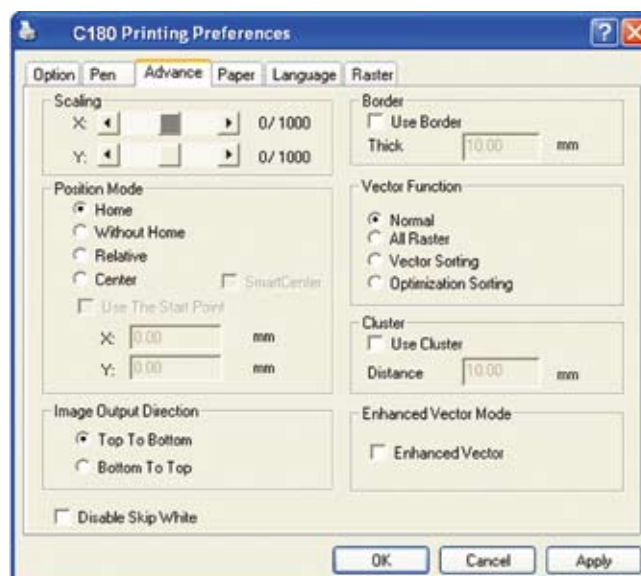 C180 Printing Preferences
Option Pen Advance Paper Language Raster
Scaling
X: 0/1000
Y: 0/1000
Position Mode
Home
Without Home
Relative
Center SmartCenter
Use The Start Point
X: 0.00 mm
Y: 0.00 mm
Image Output Direction
Top To Bottom
Bottom To Top
Disable Skip White
Border
Use Border
Thick 10.00 mm
Vector Function
Normal
All Raster
Vector Sorting
Optimization Sorting
Cluster
Use Cluster
Distance 10.00 mm
Enhanced Vector Mode
Enhanced Vector
OK Cancel Apply